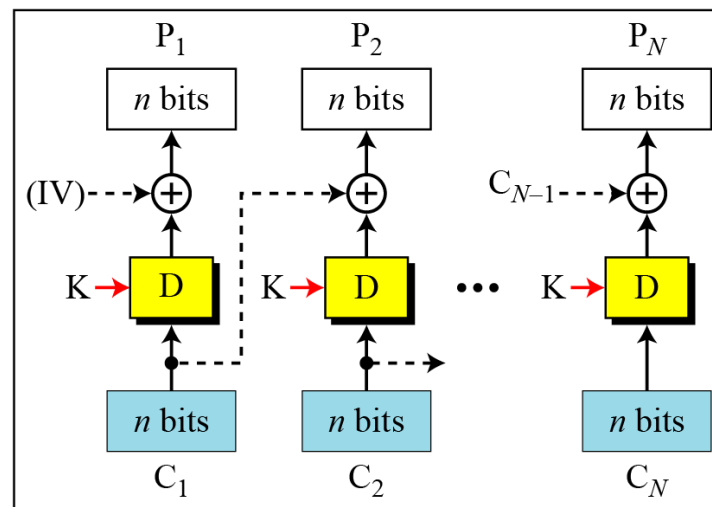 P1 P2 PN
n bits n bits n bits
(IV) + + CN−1 +
K D K D ••• K D
n bits n bits n bits
C1 C2 CN